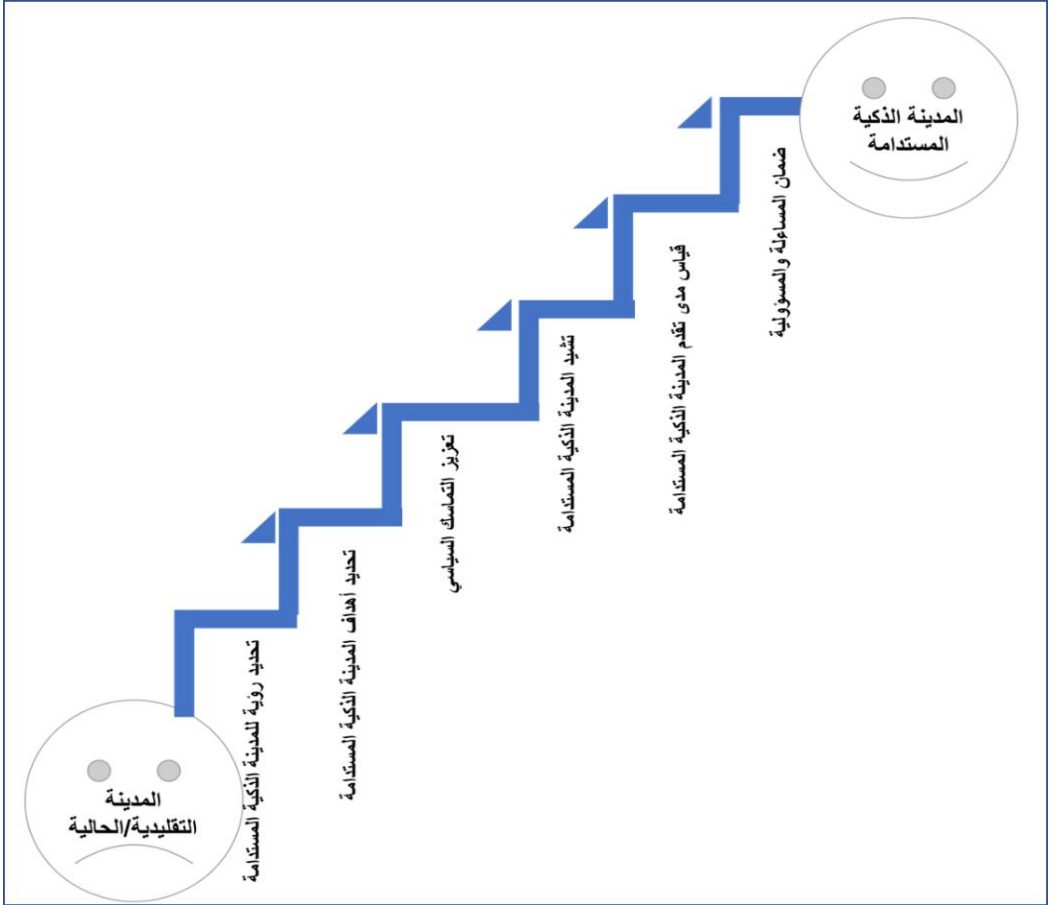 المدينة الذكية
المستدامة
ضمان المساءلة والمسؤولية
قياس مدى تقدم المدينة الذكية المستدامة
تشيد المدينة الذكية المستدامة
تعزيز التماسك السياسي
تحديد أهداف المدينة الذكية المستدامة
تحديد روية للمدينة الذكية المستدامة
المدينة
التقليدية/الحالية